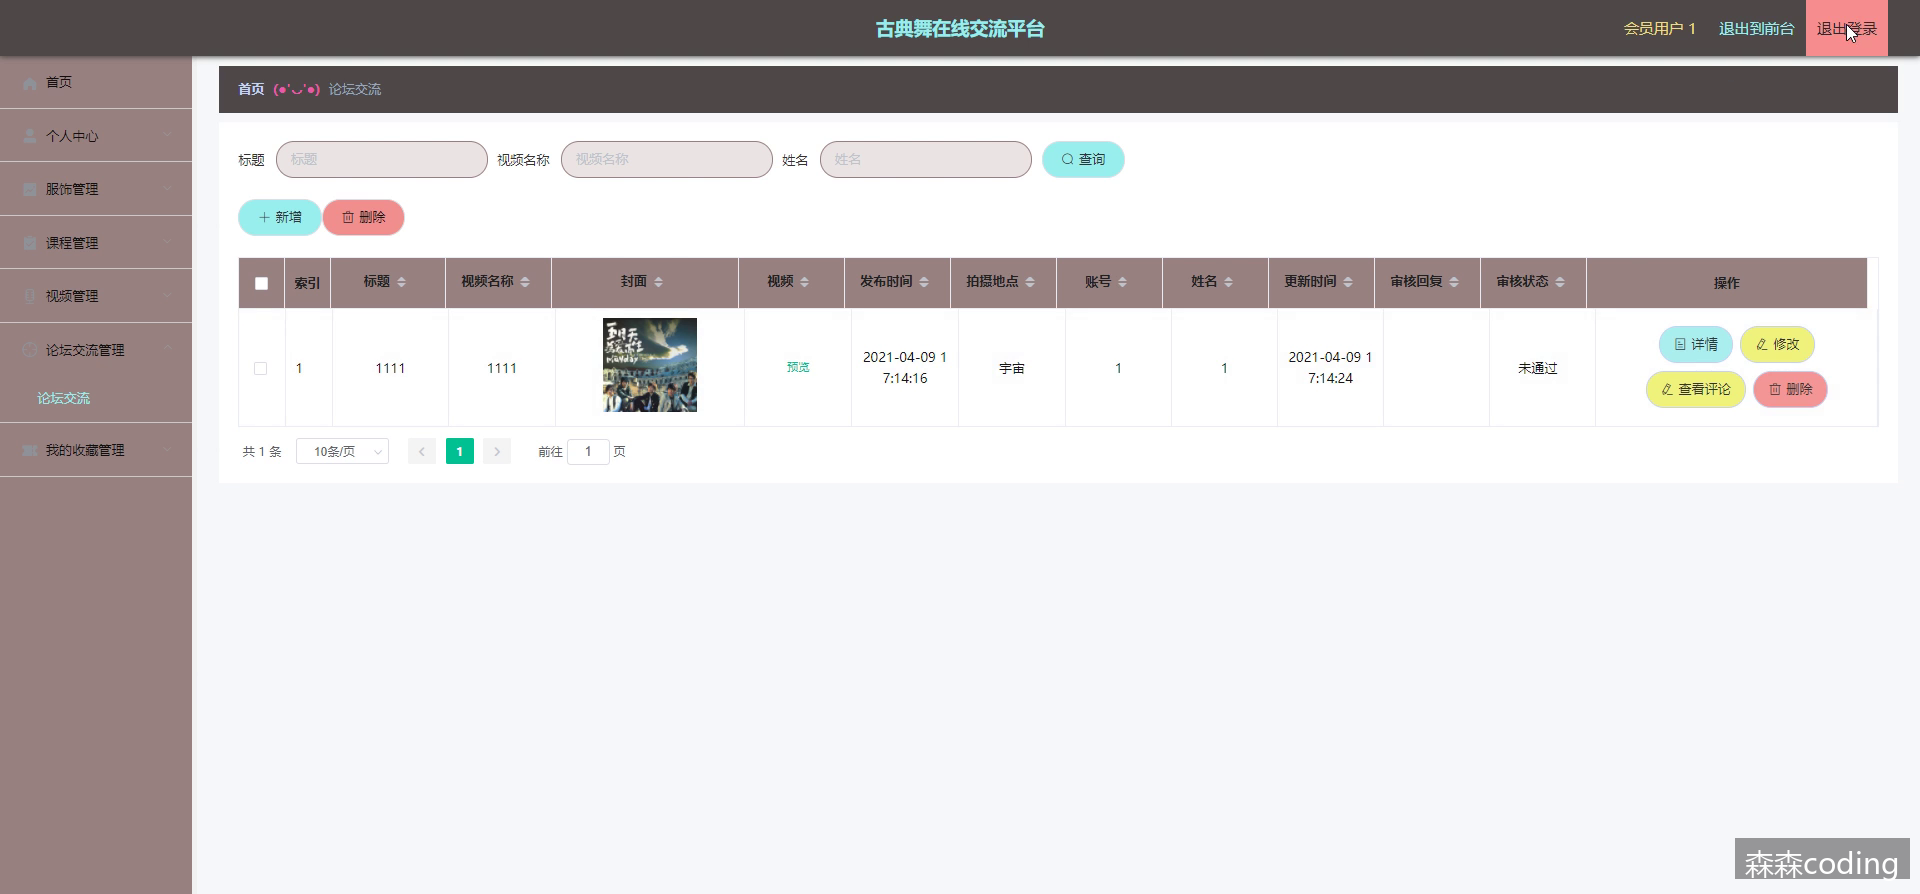 古典舞在线交流平台
会员用户 1
退出到前台
退出登录
首页
个人中心
服饰管理
课程管理
视频管理
论坛交流管理
论坛交流
我的收藏管理
首页 (●'◡'●) 论坛交流
标题 标题 视频名称 视频名称 姓名 姓名 查询
新增 删除
索引 标题 视频名称 封面 视频 发布时间 拍摄地点 账号 姓名 更新时间 审核回复 审核状态 操作
1 1111 1111 预览 2021-04-09 1
7:14:16
宇宙 1 1 2021-04-09 1
7:14:24
未通过
详情 修改
查看评论 删除
共 1 条 10条/页 1 前往 1 页
森森coding